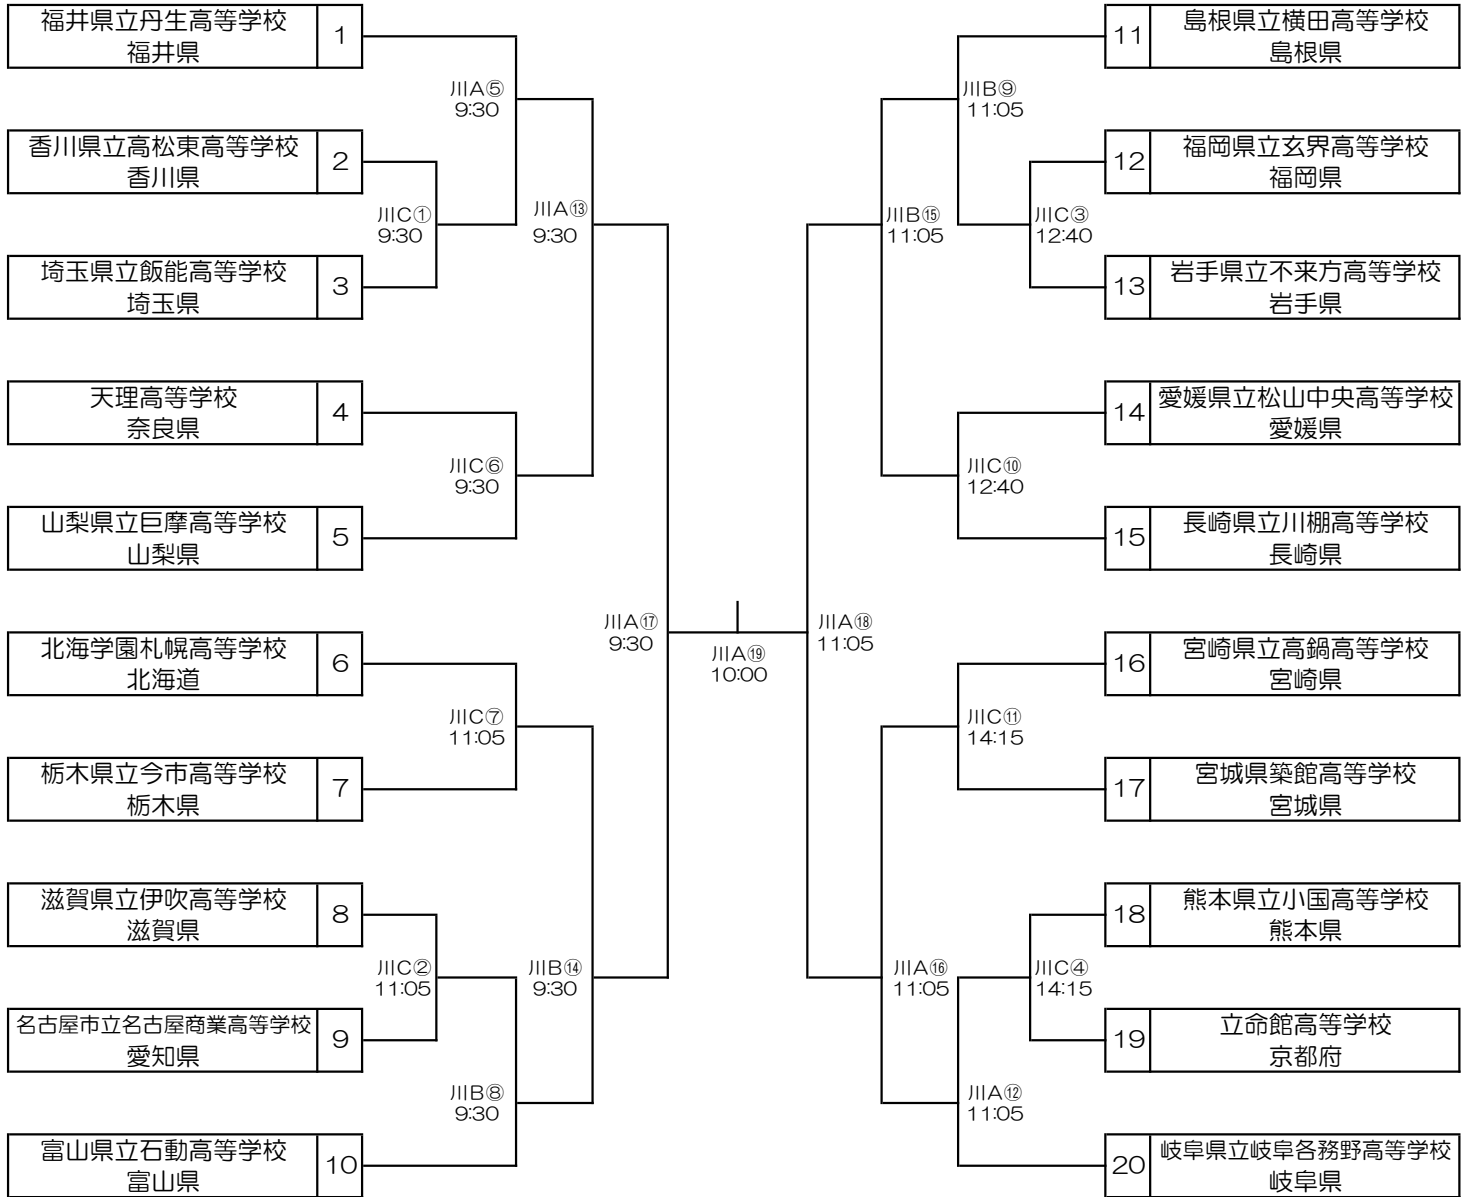 福井県立丹生高等学校
福井県
1
川A⑤
9:30
香川県立高松東高等学校
香川県
2
川C①
9:30
川A⑬
9:30
埼玉県立飯能高等学校
埼玉県
3
天理高等学校
奈良県
4
川C⑥
9:30
山梨県立巨摩高等学校
山梨県
5
川A⑰
9:30
北海学園札幌高等学校
北海道
6
川C⑦
11:05
栃木県立今市高等学校
栃木県
7
滋賀県立伊吹高等学校
滋賀県
8
川C②
11:05
川B⑭
9:30
名古屋市立名古屋商業高等学校
愛知県
9
川B⑧
9:30
富山県立石動高等学校
富山県
10
川A⑲
10:00
11
島根県立横田高等学校
島根県
川B⑨
11:05
12
福岡県立玄界高等学校
福岡県
川B⑮
11:05
川C③
12:40
13
岩手県立不来方高等学校
岩手県
14
愛媛県立松山中央高等学校
愛媛県
川C⑩
12:40
15
長崎県立川棚高等学校
長崎県
川A⑱
11:05
16
宮崎県立高鍋高等学校
宮崎県
川C⑪
14:15
17
宮城県築館高等学校
宮城県
18
熊本県立小国高等学校
熊本県
川A⑯
11:05
川C④
14:15
19
立命館高等学校
京都府
川A⑫
11:05
20
岐阜県立岐阜各務野高等学校
岐阜県